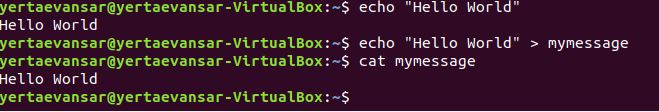 yertaevansar@yertaevansar-VirtualBox:~$ echo "Hello World"
Hello World
yertaevansar@yertaevansar-VirtualBox:~$ echo "Hello World" > mymessage
yertaevansar@yertaevansar-VirtualBox:~$ cat mymessage
Hello World
yertaevansar@yertaevansar-VirtualBox:~$